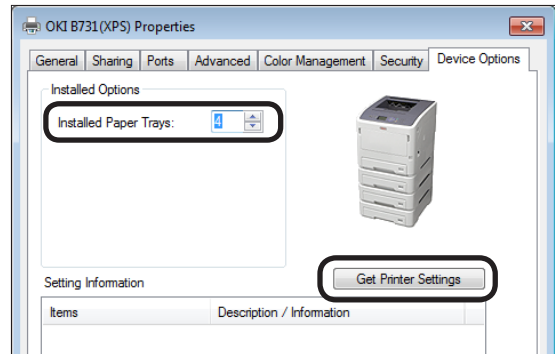 OKI B731(XPS) Properties
General Sharing Ports Advanced Color Management Security Device Options
Installed Options
Installed Paper Trays: 4
Get Printer Settings
Setting Information
Items Description / Information